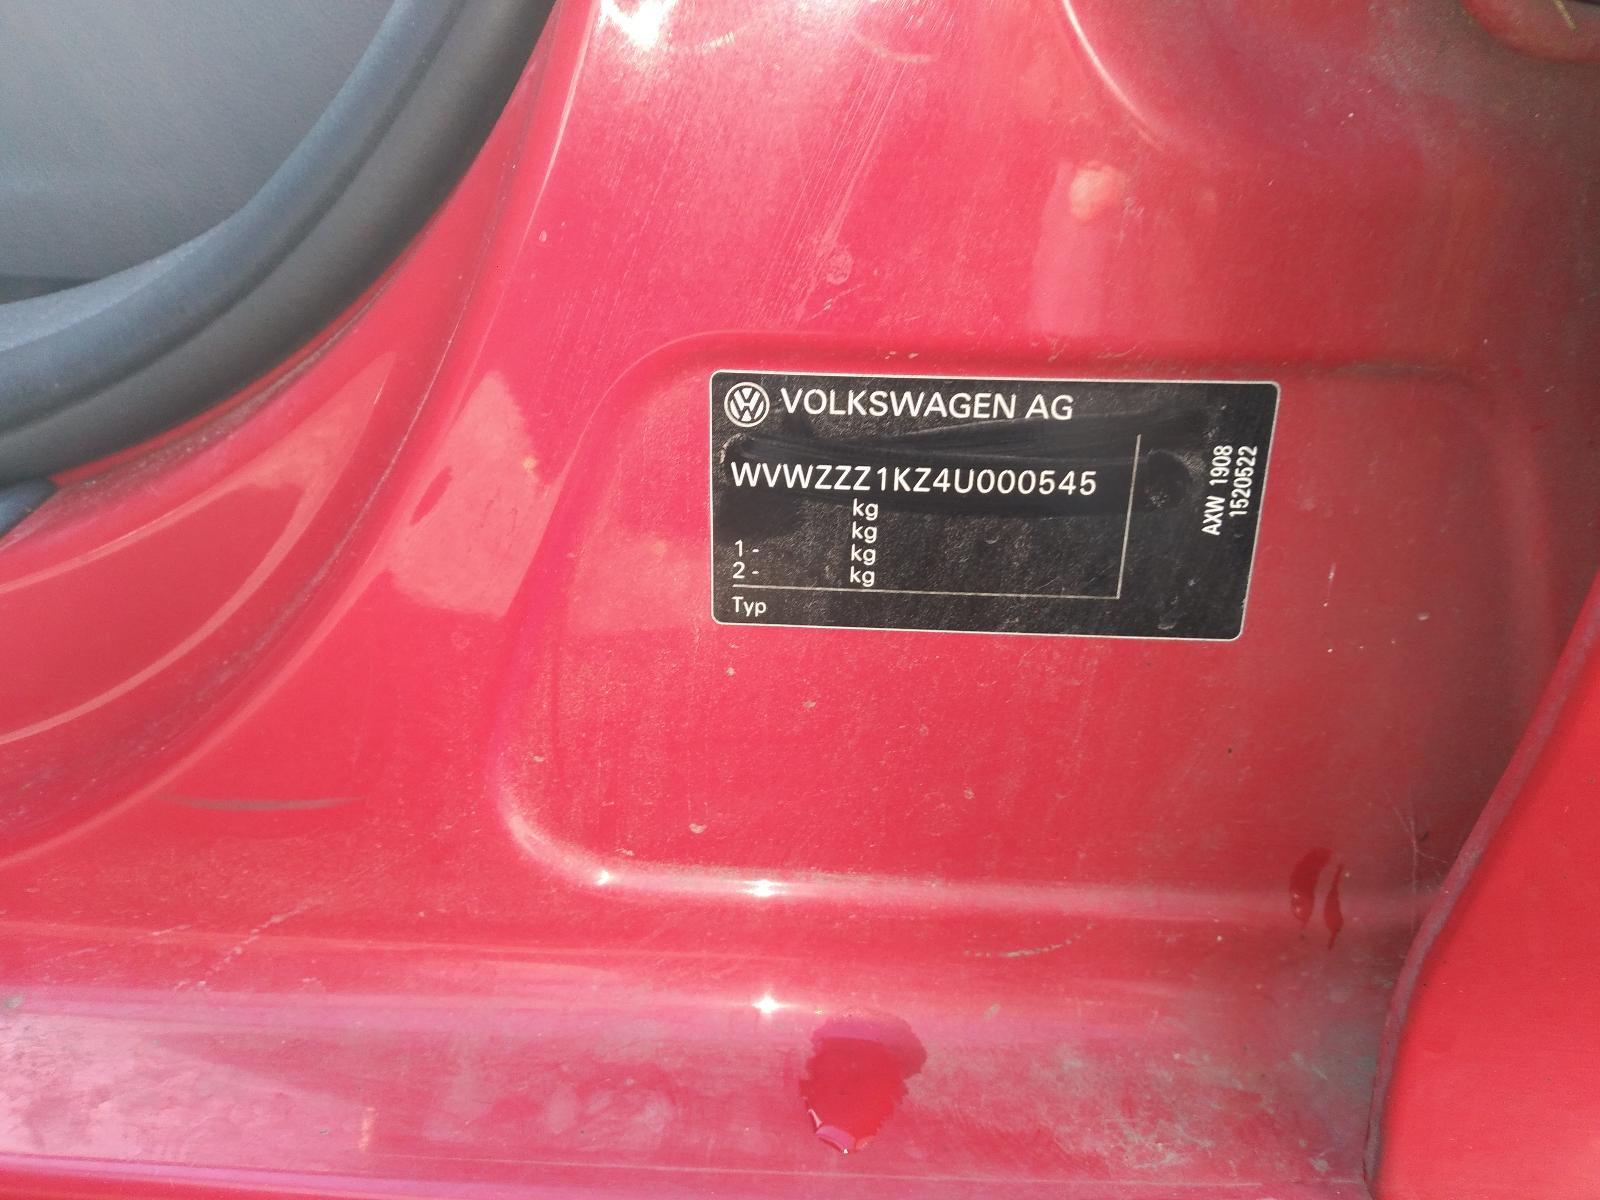 VOLKSWAGEN AG
WVWZZZ1KZ4U000545
kg
kg
1 - kg
2 - kg
Typ
AXW 1908
1520522